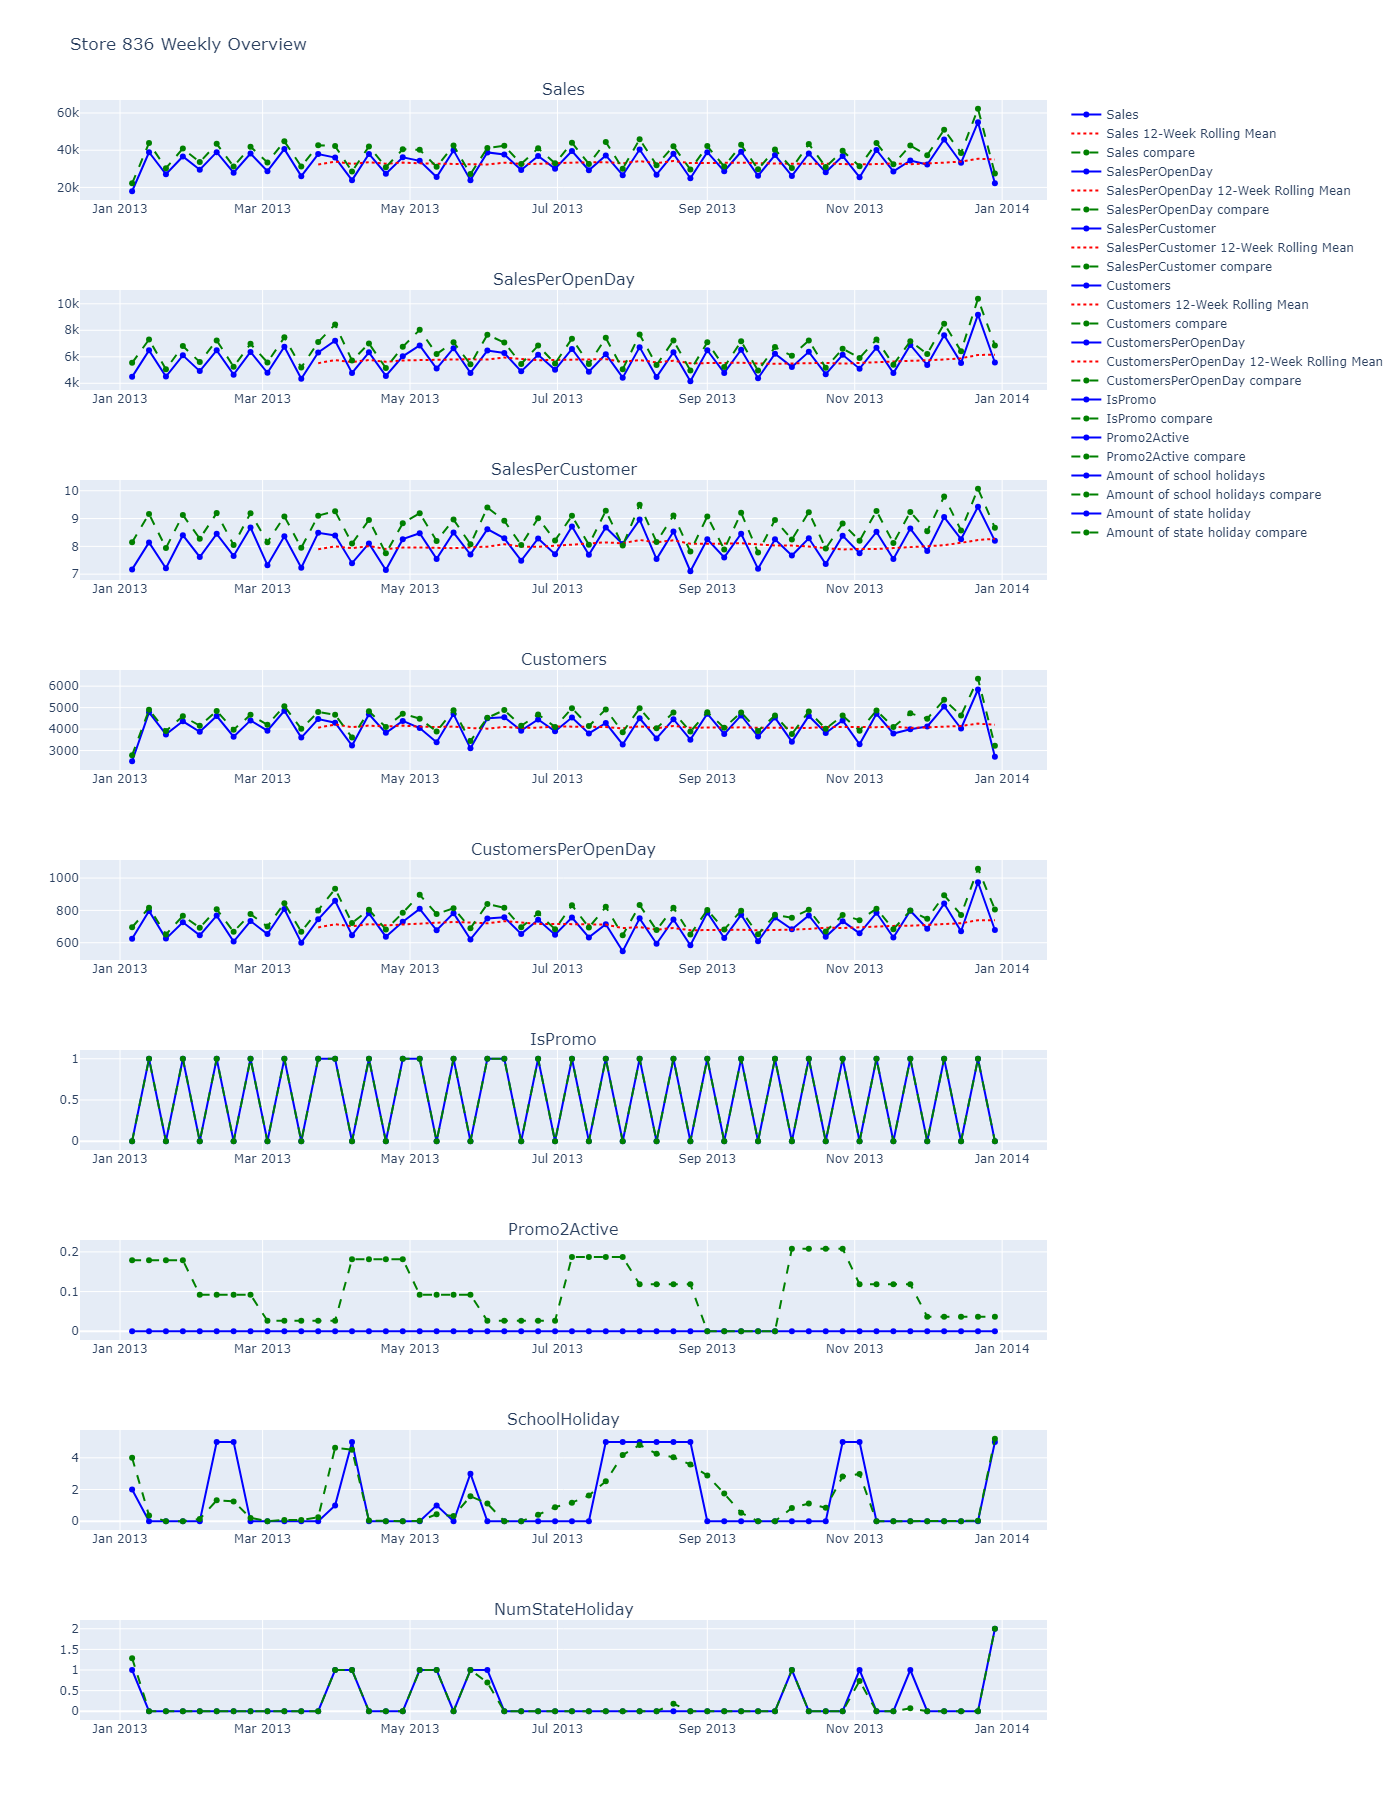 Store 836 Weekly Overview
Sales
60k
40k
20k
Jan 2013 Mar 2013 May 2013 Jul 2013 Sep 2013 Nov 2013 Jan 2014
Sales
Sales 12-Week Rolling Mean
Sales compare
SalesPerOpenDay
SalesPerOpenDay 12-Week Rolling Mean
SalesPerOpenDay compare
SalesPerCustomer
SalesPerCustomer 12-Week Rolling Mean
SalesPerCustomer compare
Customers
Customers 12-Week Rolling Mean
Customers compare
CustomersPerOpenDay
CustomersPerOpenDay 12-Week Rolling Mean
CustomersPerOpenDay compare
IsPromo
IsPromo compare
Promo2Active
Promo2Active compare
Amount of school holidays
Amount of school holidays compare
Amount of state holiday
Amount of state holiday compare
SalesPerOpenDay
10k
8k
6k
4k
Jan 2013 Mar 2013 May 2013 Jul 2013 Sep 2013 Nov 2013 Jan 2014
SalesPerCustomer
10
9
8
7
Jan 2013 Mar 2013 May 2013 Jul 2013 Sep 2013 Nov 2013 Jan 2014
Customers
6000
5000
4000
3000
Jan 2013 Mar 2013 May 2013 Jul 2013 Sep 2013 Nov 2013 Jan 2014
CustomersPerOpenDay
1000
800
600
Jan 2013 Mar 2013 May 2013 Jul 2013 Sep 2013 Nov 2013 Jan 2014
IsPromo
1
0.5
0
Jan 2013 Mar 2013 May 2013 Jul 2013 Sep 2013 Nov 2013 Jan 2014
Promo2Active
0.2
0.1
0
Jan 2013 Mar 2013 May 2013 Jul 2013 Sep 2013 Nov 2013 Jan 2014
SchoolHoliday
4
2
0
Jan 2013 Mar 2013 May 2013 Jul 2013 Sep 2013 Nov 2013 Jan 2014
NumStateHoliday
2
1.5
1
0.5
0
Jan 2013 Mar 2013 May 2013 Jul 2013 Sep 2013 Nov 2013 Jan 2014